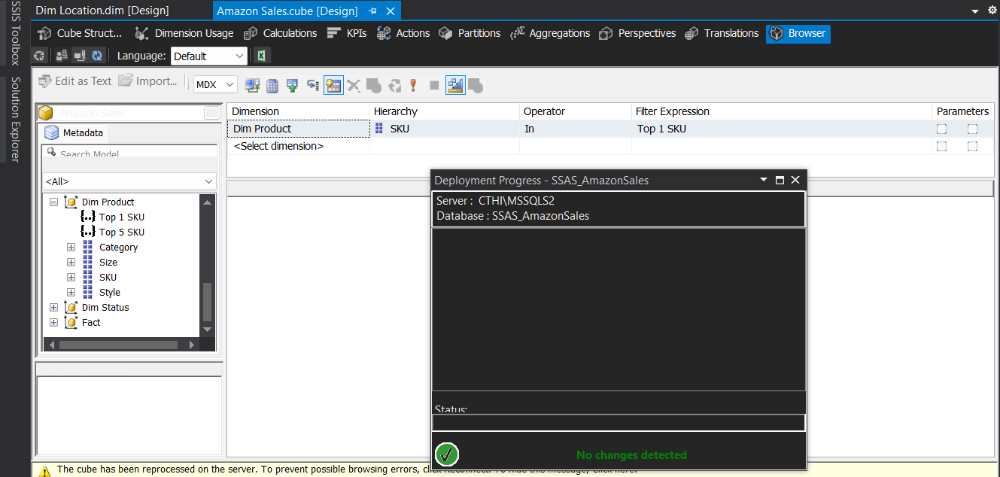 SSIS Toolbox
Solution Explorer
Dim Location.dim [Design]
Amazon Sales.cube [Design]
Cube Struct... Dimension Usage Calculations KPIs Actions Partitions Aggregations Perspectives Translations Browser
Language: Default
Edit as Text Import... MDX
Amazon Sales
Metadata
Search Model
<All>
Dim Product
Top 1 SKU
Top 5 SKU
Category
Size
SKU
Style
Dim Status
Fact
Dimension Hierarchy Operator Filter Expression Parameters
Dim Product SKU In Top 1 SKU
<Select dimension>
Deployment Progress - SSAS_AmazonSales
Server : CTHI\MSSQLS2
Database : SSAS_AmazonSales
Status:
No changes detected
The cube has been reprocessed on the server. To prevent possible browsing errors, click Reconnect. To hide this message, Click here.